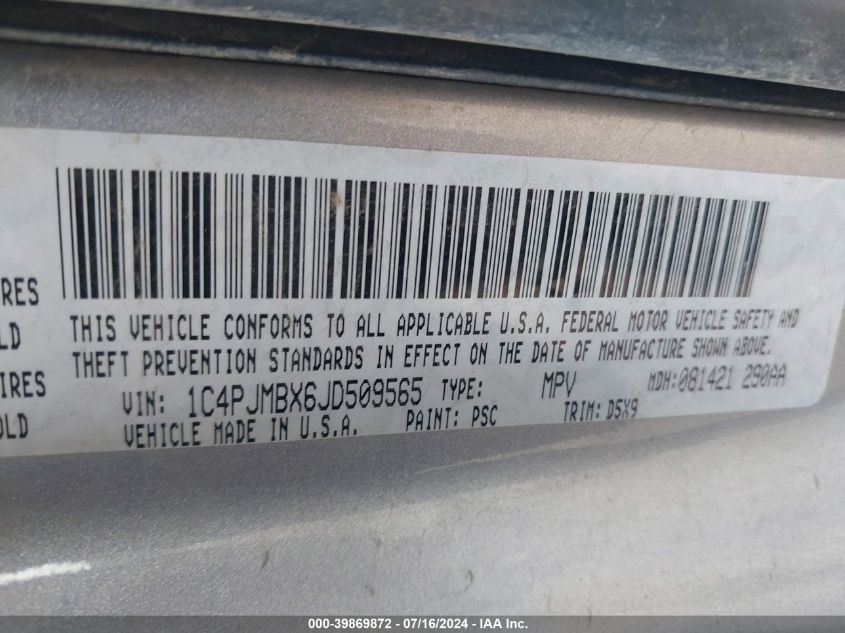 RES
LD
IRES
OLD
THIS VEHICLE CONFORMS TO ALL APPLICABLE U.S.A. FEDERAL MOTOR VEHICLE SAFETY AND
THEFT PREVENTION STANDARDS IN EFFECT ON THE DATE OF MANUFACTURE SHOWN ABOVE.
VIN: 1C4PJMBX6JD509565 TYPE: MPV MDH:081421 290AA
VEHICLE MADE IN U.S.A. PAINT: PSC TRIM: D5X9
000-39869872 - 07/16/2024 - IAA Inc.